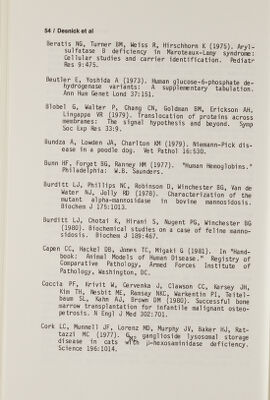 54 / Desnick et al
Beratis NG, Turner BM, Weiss R, Hirschhorn K (1975). Aryl-
sulfatase B deficiency in Maroteaux-Lamy syndrome:
Cellular studies and carrier identification. Pediatr
Res 9:475.
Beutler E, Yoshida A (1973). Human glucose-6-phosphate de-
hydrogenase variants: A supplementary tabulation.
Ann Hum Genet Lond 37:151.
Blobel G, Walter P, Chang CN, Goldman BM, Erickson AH,
Lingappa VR (1979). Translocation of proteins across
membranes: The signal hypothesis and beyond. Symp
Soc Exp 33:9.
Bundza A, Lowden JA, Charlton KM (1979). Niemann-Pick dis-
ease in a poodle dog. Vet Pathol 16:530.
Bunn HF, Forget BG, Ranney HM (1977). "Human Hemoglobins."
Philadelphia: W.B. Saunders.
Burditt LJ, Phillips NC, Robinson D, Winchester BG, Van de
Water NJ, Jolly RD (1978). Characterization of the
mutant alpha-mannosidase in bovine mannosidosis.
Biochem J 175:1013.
Burditt LJ, Chotai K, Hirani S, Nugent PG, Winchester BG
(1980). Biochemical studies on a case of feline manno-
sidosis. Biochem J 189:467.
Capen CC, Hackel DB, Jones TC, Migaki G (1981). In "Hand-
book: Animal Models of Human Disease." Registry of
Comparative Pathology, Armed Forces Institute of
Pathology, Washington, DC.
Coccia PF, Krivit W, Cervenka J, Clawson CC, Kersey JH,
Kim TH, Nesbit ME, Ramsay NKC, Warkentin PI, Teitel-
baum SL, Kahn AJ, Brown DM (1980). Successful bone
marrow transplantation for infantile malignant osteo-
petrosis. N Engl J Med 302:701.
Cork LC, Munnell JF, Lorenz MD, Murphy JV, Baker HJ, Rat-
tazzi MC (1977). GM2 ganglioside lysosomal storage
disease in cats with β-hexosaminidase deficiency.
Science 196:1014.